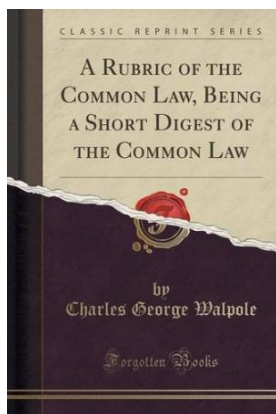 CLASSIC REPRINT SERIES
A RUBRIC OF THE
COMMON LAW, BEING
A SHORT DIGEST OF
THE COMMON LAW
by
Charles George Walpole
Forgotten Books